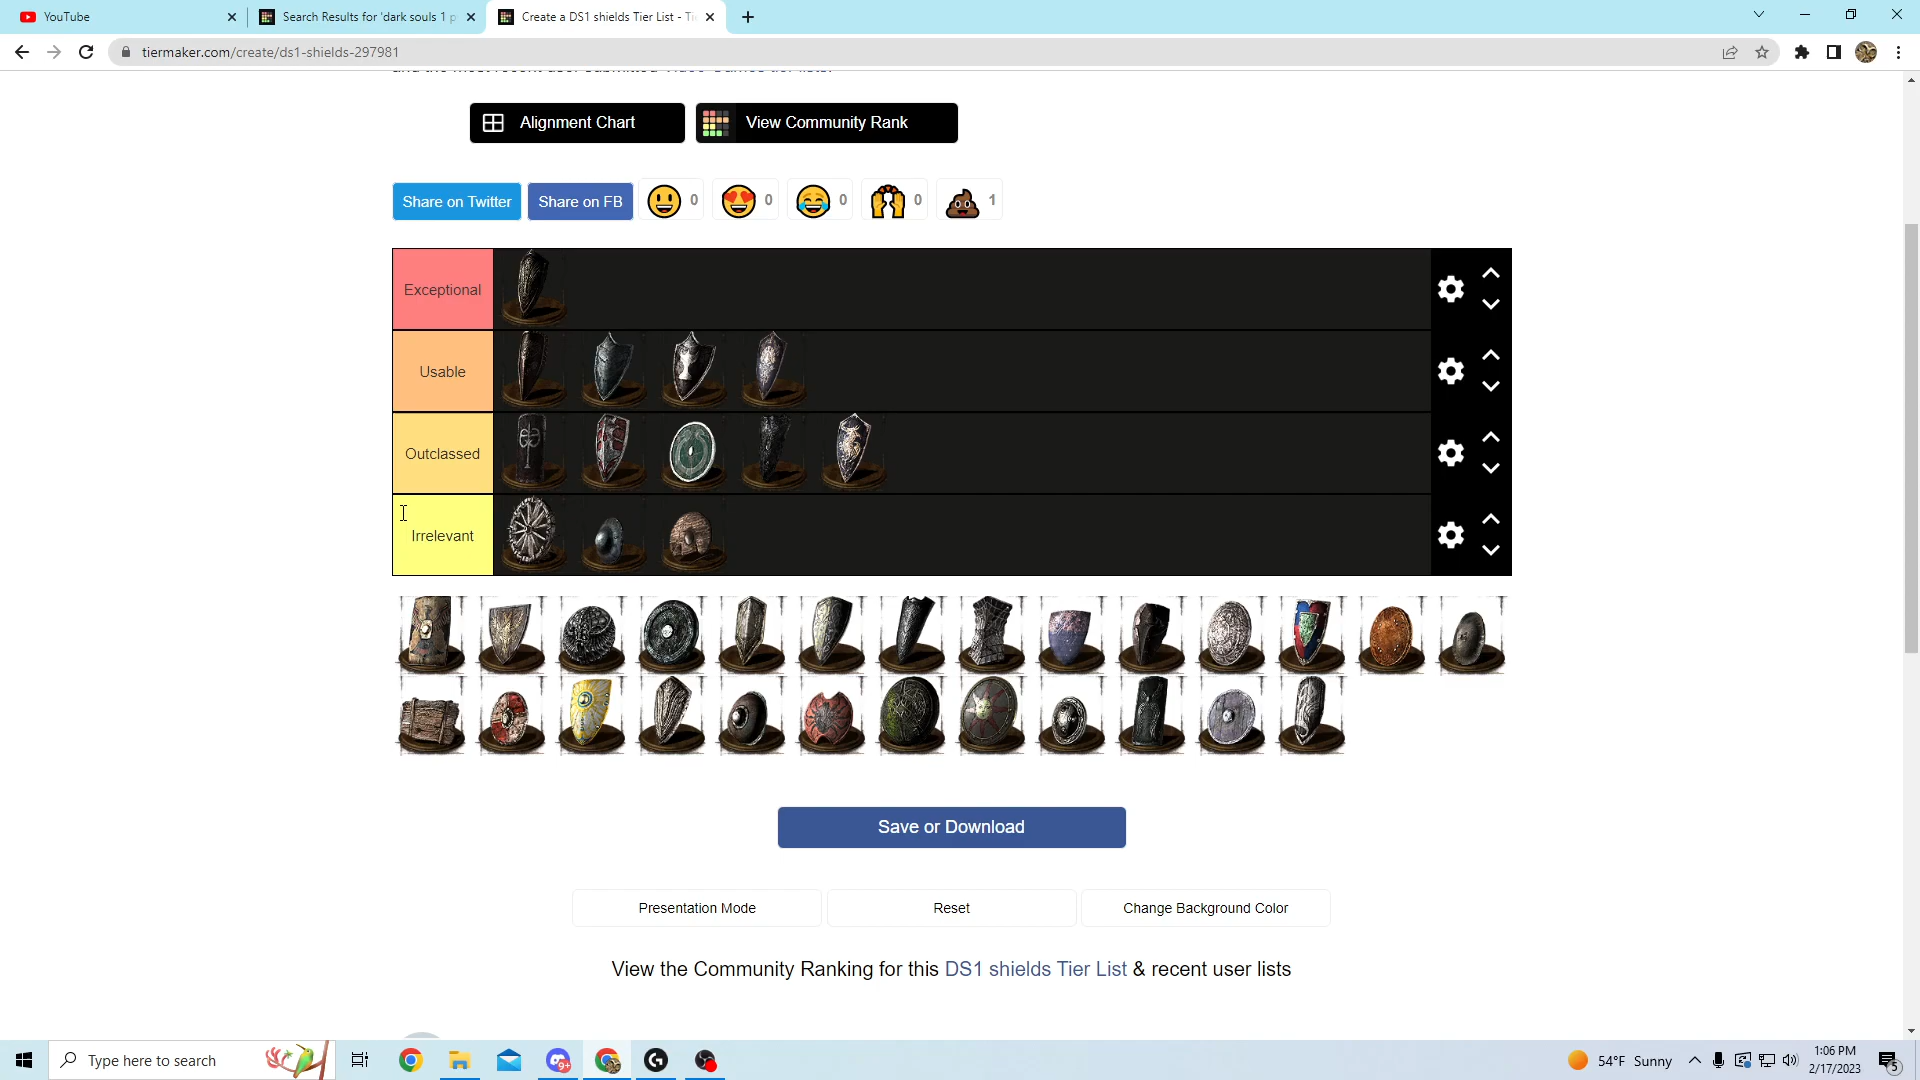 YouTube
Search Results for 'dark souls 1 p
Create a DS1 shields Tier List - Ti
tiermaker.com/create/ds1-shields-297981
Alignment Chart
View Community Rank
Share on Twitter
Share on FB
0
0
0
0
1
Exceptional
Usable
Outclassed
Irrelevant
Save or Download
Presentation Mode
Reset
Change Background Color
View the Community Ranking for this DS1 shields Tier List & recent user lists
Type here to search
9+
54°F Sunny
1:06 PM
2/17/2023
5